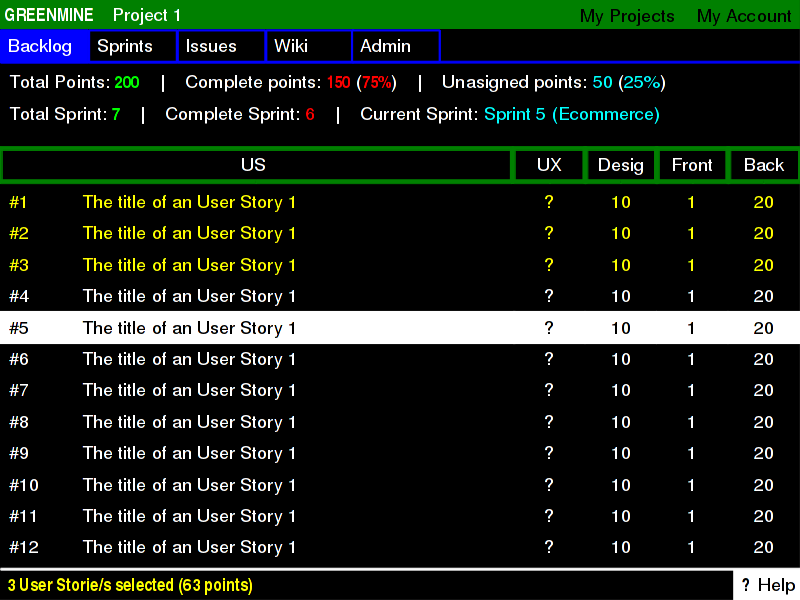 GREENMINE Project 1 My Projects My Account
Backlog Sprints Issues Wiki Admin
Total Points: 200 | Complete points: 150 (75%) | Unasigned points: 50 (25%)
Total Sprint: 7 | Complete Sprint: 6 | Current Sprint: Sprint 5 (Ecommerce)
US UX Desig Front Back
#1 The title of an User Story 1 ? 10 1 20
#2 The title of an User Story 1 ? 10 1 20
#3 The title of an User Story 1 ? 10 1 20
#4 The title of an User Story 1 ? 10 1 20
#5 The title of an User Story 1 ? 10 1 20
#6 The title of an User Story 1 ? 10 1 20
#7 The title of an User Story 1 ? 10 1 20
#8 The title of an User Story 1 ? 10 1 20
#9 The title of an User Story 1 ? 10 1 20
#10 The title of an User Story 1 ? 10 1 20
#11 The title of an User Story 1 ? 10 1 20
#12 The title of an User Story 1 ? 10 1 20
3 User Storie/s selected (63 points) ? Help